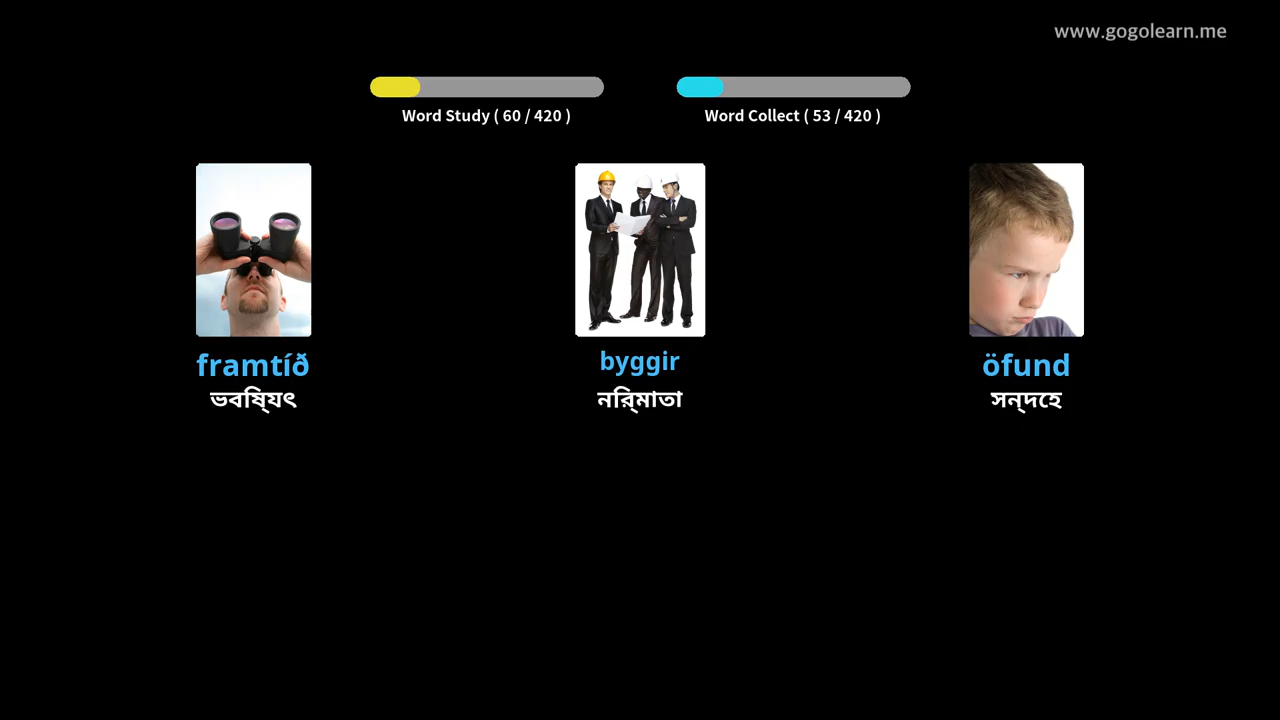 www.gogolearn.me
Word Study ( 60 / 420 )
Word Collect ( 53 / 420 )
framtíð
byggir
öfund
ভবিষ্যৎ
নির্মাতা
সন্দেহ